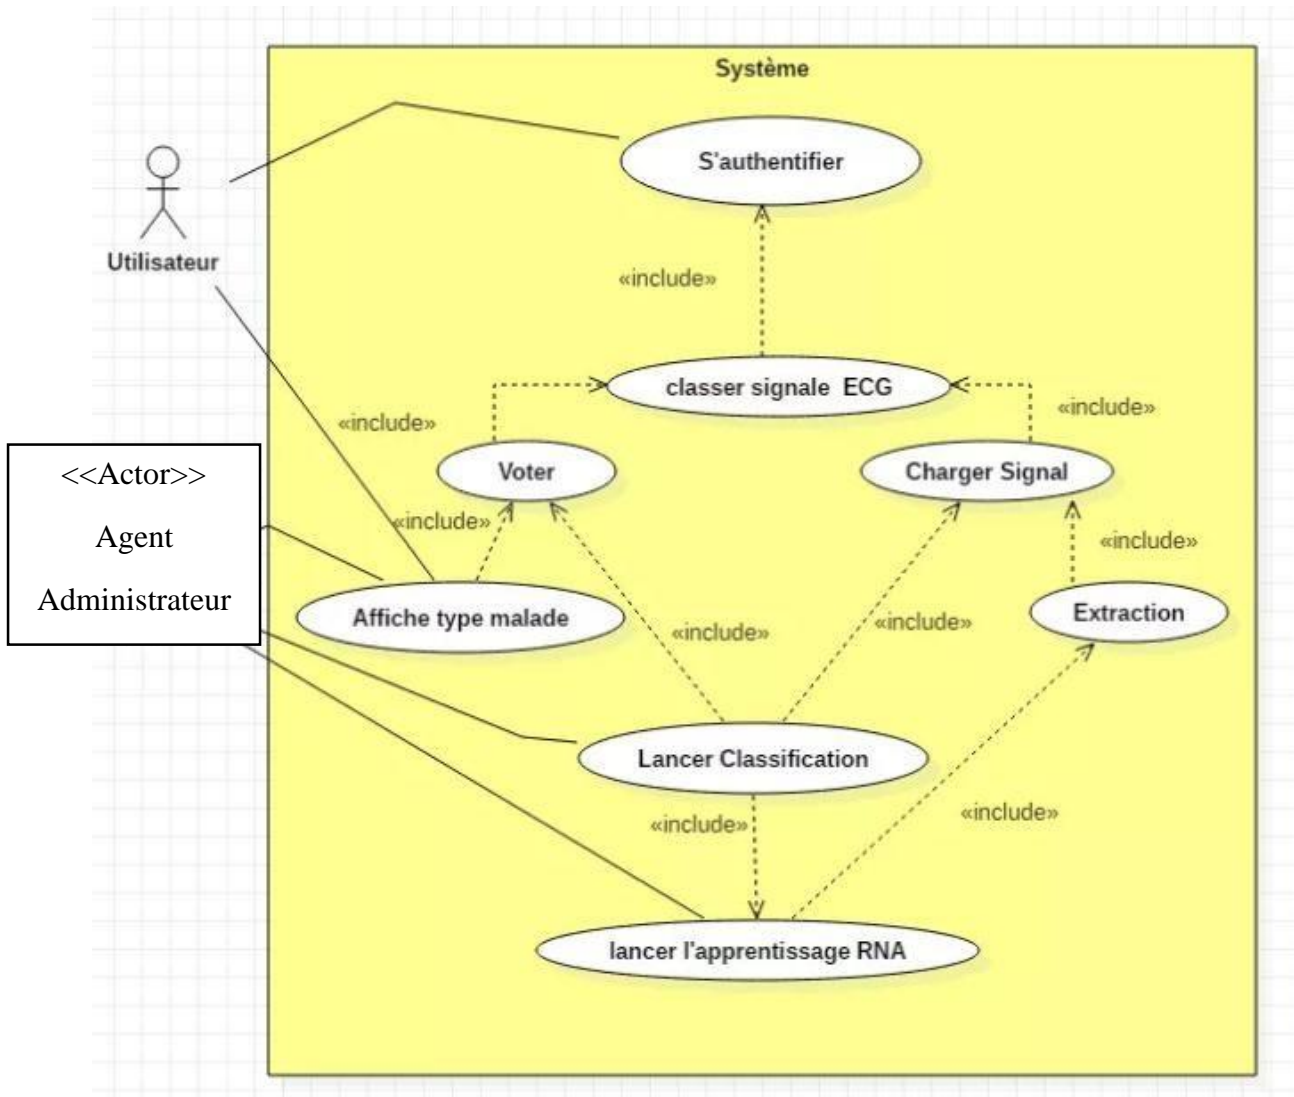 Système
S'authentifier
Utilisateur
«include»
classer signale ECG
«include»
«include»
<<Actor>>
Agent
Administrateur
Voter
Charger Signal
«include»
«include»
Affiche type malade
Extraction
«include»
«include»
Lancer Classification
«include»
«include»
lancer l'apprentissage RNA